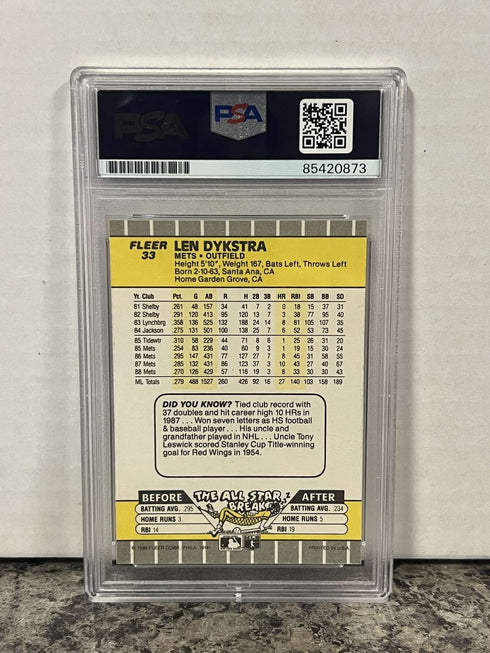 PSA
PSA
85420873
FLEER
33
LEN DYKSTRA
METS • OUTFIELD
Height 5'10", Weight 167, Bats Left, Throws Left
Born 2-10-63, Santa Ana, CA
Home Garden Grove, CA
Yr. Club Pct. G AB R H 2B 3B HR RBI SB BB SO
81 Shelby .261 48 157 34 41 7 2 0 18 15 37 31
82 Shelby .291 120 413 95 120 13 7 3 38 77 95 40
83 Lynchbrg .358 136 525 132 188 24 14 8 81 105 107 35
84 Jackson .275 131 501 100 138 25 7 6 52 53 73 45
85 Tidewtr .310 58 229 44 71 8 6 1 25 26 31 20
85 Mets .254 83 236 40 60 9 3 1 19 15 30 24
86 Mets .295 147 431 77 127 27 7 8 45 31 58 55
87 Mets .285 132 431 86 123 37 3 10 43 27 40 67
88 Mets .270 126 429 57 116 19 3 8 33 30 30 43
ML Totals .279 488 1527 260 426 92 16 27 140 103 158 189
DID YOU KNOW? Tied club record with
37 doubles and hit career high 10 HRs in
1987 . . . Won seven letters as HS football
& baseball player . . . His uncle and
grandfather played in NHL . . . Uncle Tony
Leswick scored Stanley Cup Title-winning
goal for Red Wings in 1954.
BEFORE THE ALL STAR BREAK AFTER
BATTING AVG. .295 BATTING AVG. .234
HOME RUNS 3 HOME RUNS 5
RBI 14 RBI 19
© 1989 FLEER CORP., PHILA. 19141 PRINTED IN U.S.A.